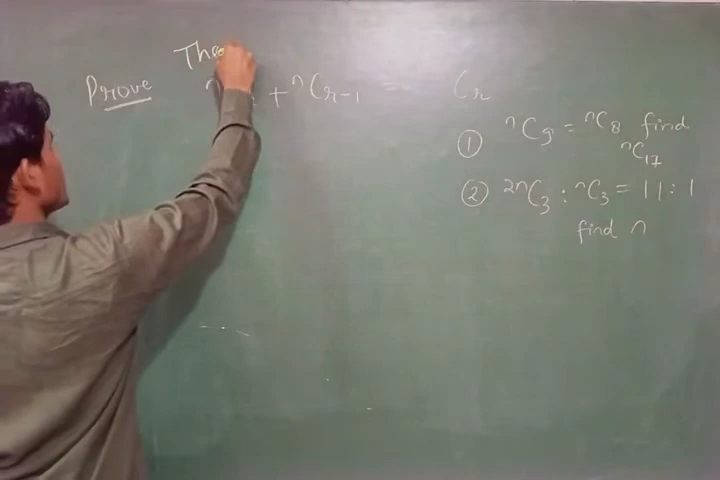 The
Prove n + nCr-1 = Cr
① nC9 = nC8 find
nC17
② 2nC3 : nC3 = 11 : 1
find n